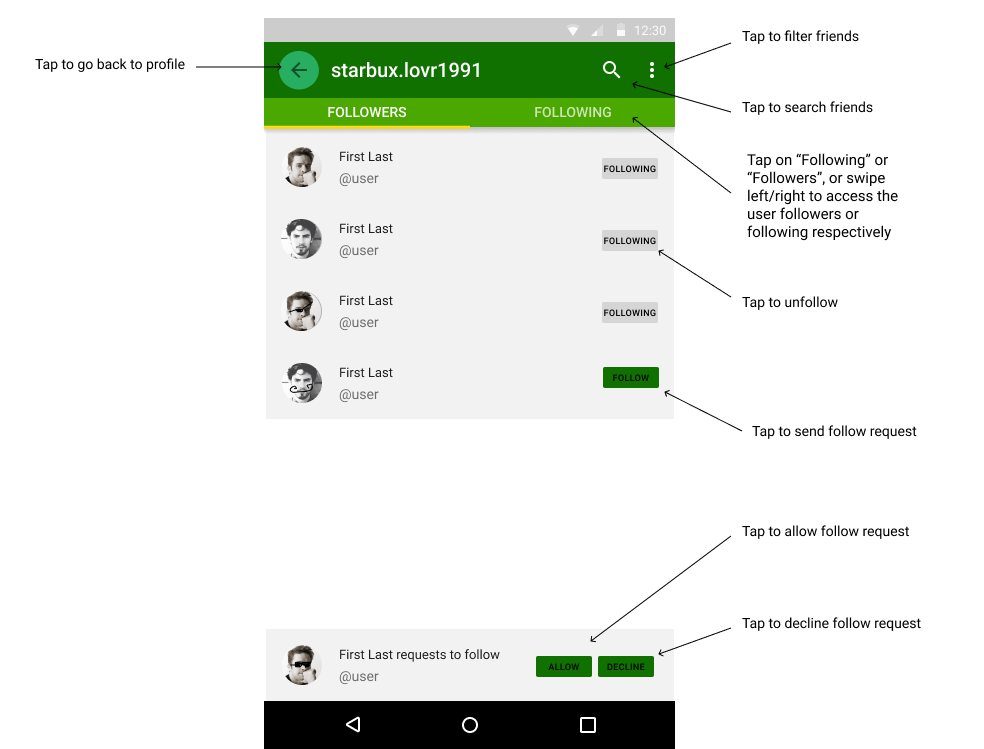 12:30
Tap to filter friends
Tap to go back to profile
starbux.lovr1991
Tap to search friends
FOLLOWERS
FOLLOWING
First Last
@user
FOLLOWING
Tap on “Following” or
“Followers”, or swipe
left/right to access the
user followers or
following respectively
First Last
@user
FOLLOWING
Tap to unfollow
First Last
@user
FOLLOWING
First Last
@user
FOLLOW
Tap to send follow request
Tap to allow follow request
Tap to decline follow request
First Last requests to follow
@user
ALLOW
DECLINE